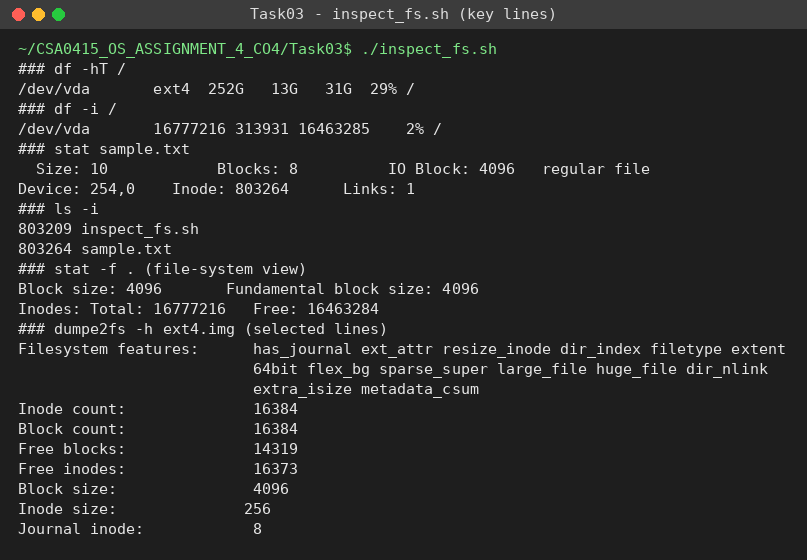 Task03 - inspect_fs.sh (key lines)
~/CSA0415_OS_ASSIGNMENT_4_CO4/Task03$ ./inspect_fs.sh
### df -hT /
/dev/vda       ext4  252G   13G   31G  29% /
### df -i /
/dev/vda       16777216 313931 16463285    2% /
### stat sample.txt
  Size: 10            Blocks: 8          IO Block: 4096   regular file
Device: 254,0    Inode: 803264      Links: 1
### ls -i
803209 inspect_fs.sh
803264 sample.txt
### stat -f . (file-system view)
Block size: 4096       Fundamental block size: 4096
Inodes: Total: 16777216   Free: 16463284
### dumpe2fs -h ext4.img (selected lines)
Filesystem features:      has_journal ext_attr resize_inode dir_index filetype extent
                          64bit flex_bg sparse_super large_file huge_file dir_nlink
                          extra_isize metadata_csum
Inode count:              16384
Block count:              16384
Free blocks:              14319
Free inodes:              16373
Block size:               4096
Inode size:              256
Journal inode:            8